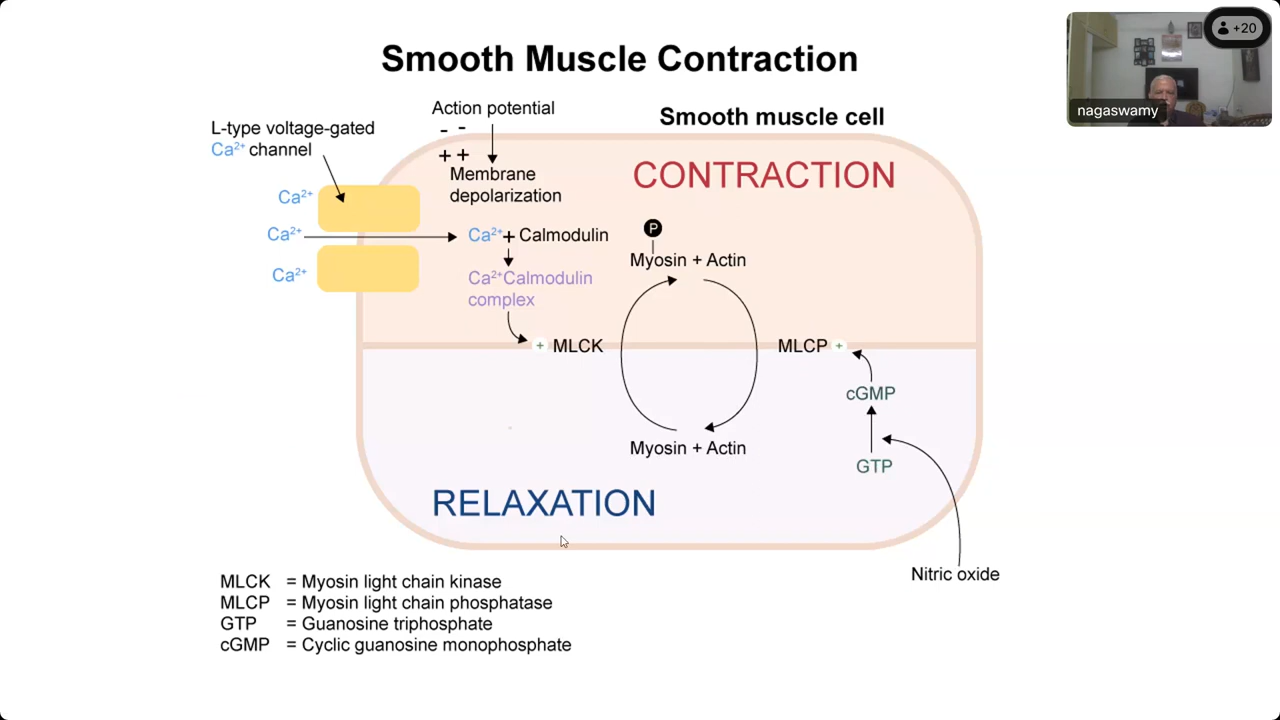 Smooth Muscle Contraction
+20
nagaswamy
Action potential
Smooth muscle cell
L-type voltage-gated
Ca²⁺ channel
- -
+ +
Membrane
depolarization
CONTRACTION
Ca²⁺
Ca²⁺
Ca²⁺
Ca²⁺ + Calmodulin
Ca²⁺Calmodulin
complex
P
Myosin + Actin
+ MLCK
MLCP +
cGMP
GTP
Myosin + Actin
RELAXATION
Nitric oxide
MLCK = Myosin light chain kinase
MLCP = Myosin light chain phosphatase
GTP = Guanosine triphosphate
cGMP = Cyclic guanosine monophosphate